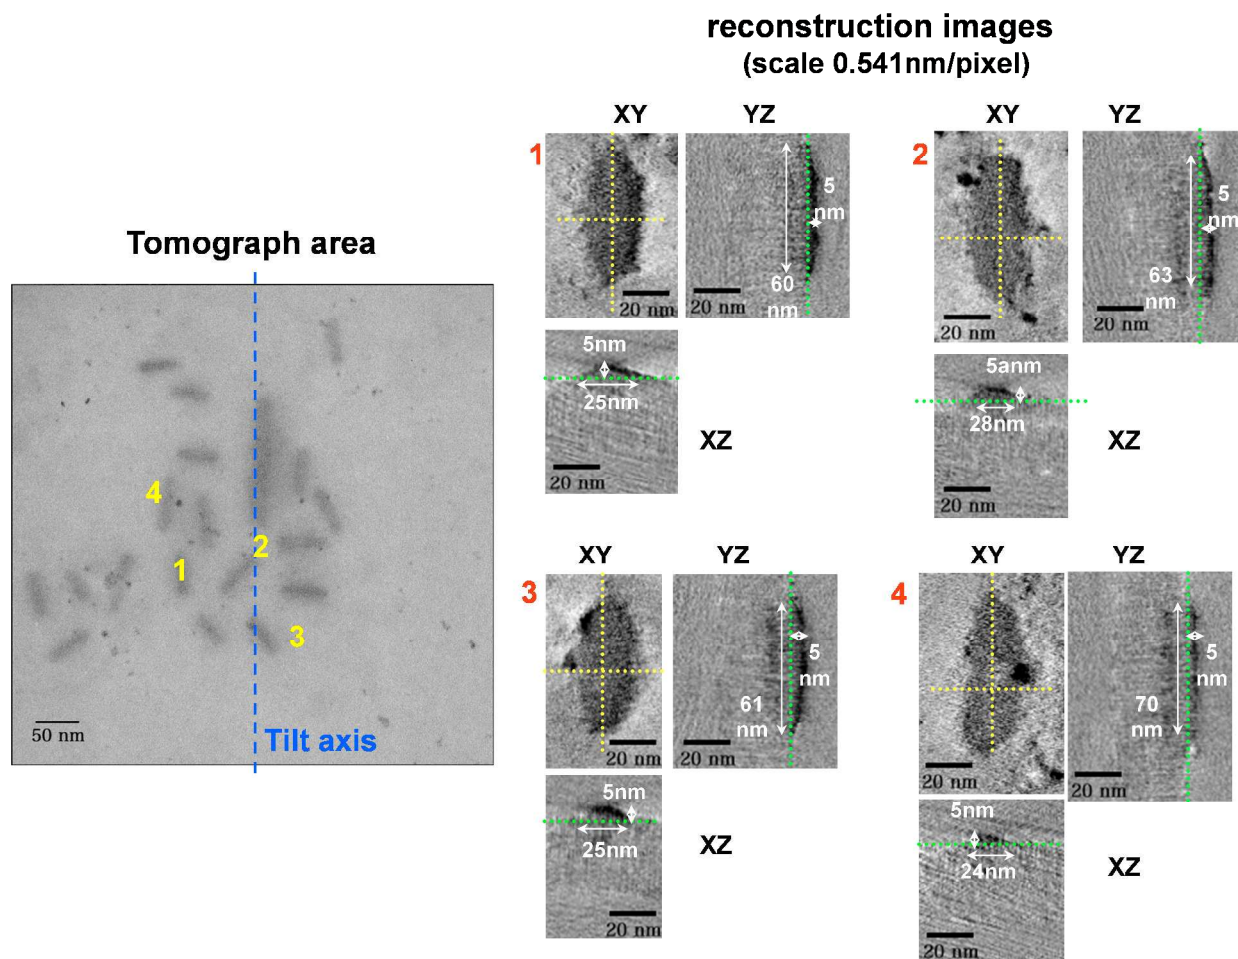 reconstruction images
(scale 0.541nm/pixel)
Tomograph area
4
2
1
3
50 nm
Tilt axis
1
XY
YZ
5
nm
60
nm
20 nm
20 nm
5nm
25nm
20 nm
XZ
2
XY
YZ
5
nm
63
nm
20 nm
20 nm
5anm
28nm
20 nm
XZ
3
XY
YZ
5
nm
61
nm
20 nm
20 nm
5nm
25nm
20 nm
XZ
4
XY
YZ
5
nm
70
nm
20 nm
20 nm
5nm
24nm
20 nm
XZ